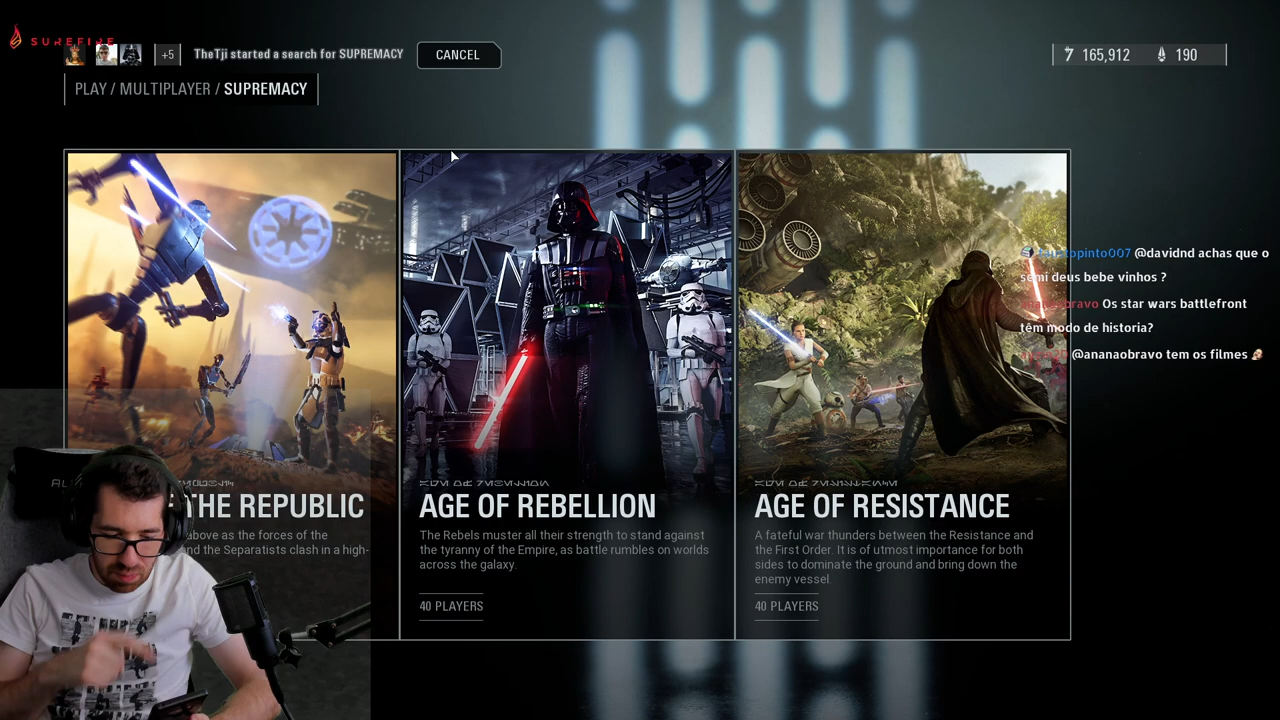 SUREFIRE
+5
TheTji started a search for SUPREMACY
CANCEL
165,912
190
PLAY / MULTIPLAYER / SUPREMACY
@davidnd achas que o
semi deus bebe vinhos ?
Os star wars battlefront
têm modo de historia?
@ananaobravo tem os filmes
THE REPUBLIC
above as the forces of the
and the Separatists clash in a high-
AGE OF REBELLION
The Rebels muster all their strength to stand against
the tyranny of the Empire, as battle rumbles on worlds
across the galaxy.
40 PLAYERS
AGE OF RESISTANCE
A fateful war thunders between the Resistance and
the First Order. It is of utmost importance for both
sides to dominate the ground and bring down the
enemy vessel.
40 PLAYERS